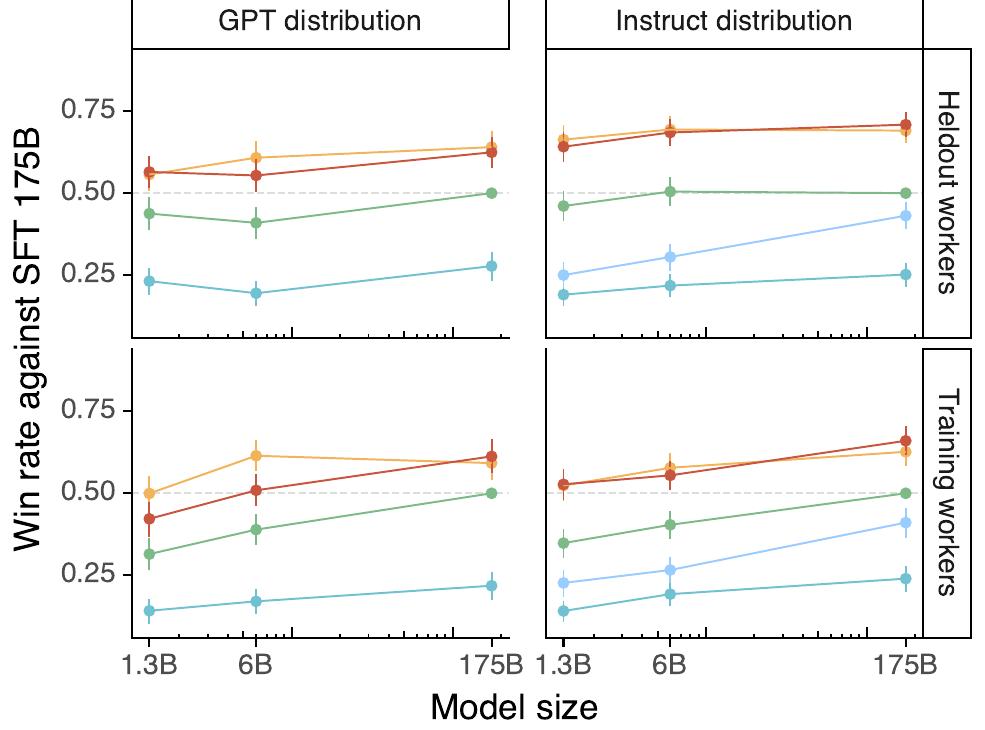 GPT distribution
Instruct distribution
Win rate against SFT 175B
0.75
0.50
0.25
Heldout workers
0.75
0.50
0.25
Training workers
1.3B 6B 175B 1.3B 6B 175B
Model size